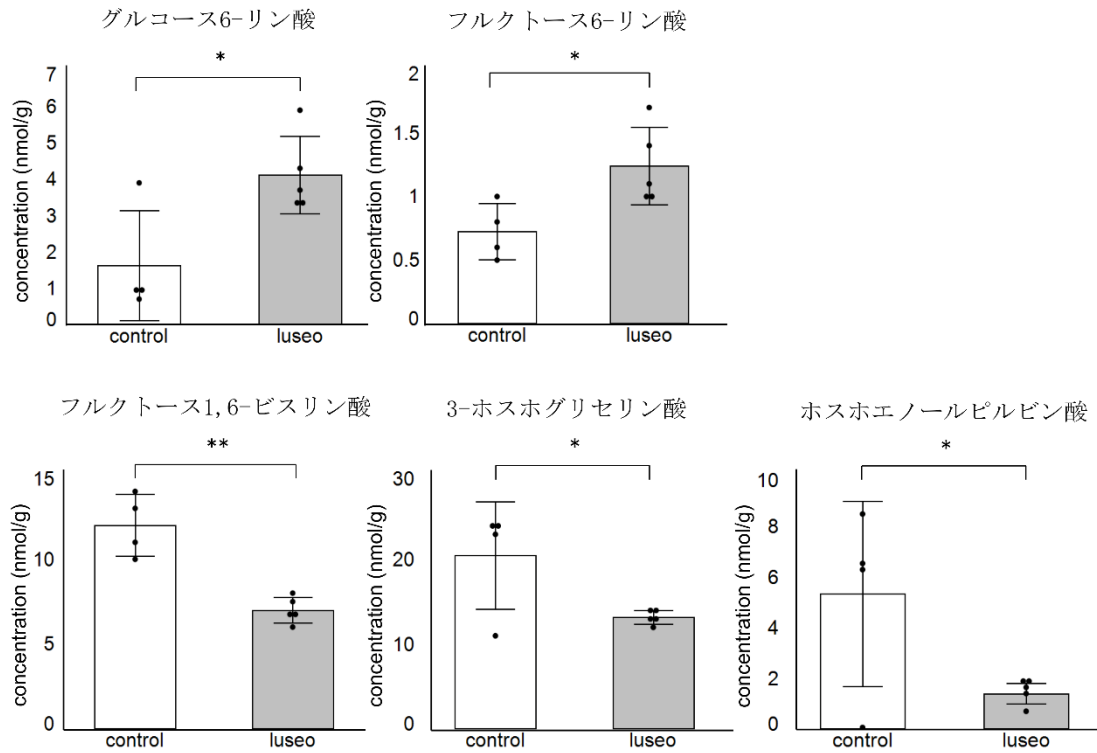 グルコース6-リン酸
*
concentration (nmol/g)
7
6
5
4
3
2
1
0
control
luseo
フルクトース6-リン酸
*
concentration (nmol/g)
2
1.5
1
0.5
0
control
luseo
フルクトース1,6-ビスリン酸
**
concentration (nmol/g)
15
10
5
0
control
luseo
3-ホスホグリセリン酸
*
concentration (nmol/g)
30
20
10
0
control
luseo
ホスホエノールピルビン酸
*
concentration (nmol/g)
10
8
6
4
2
0
control
luseo